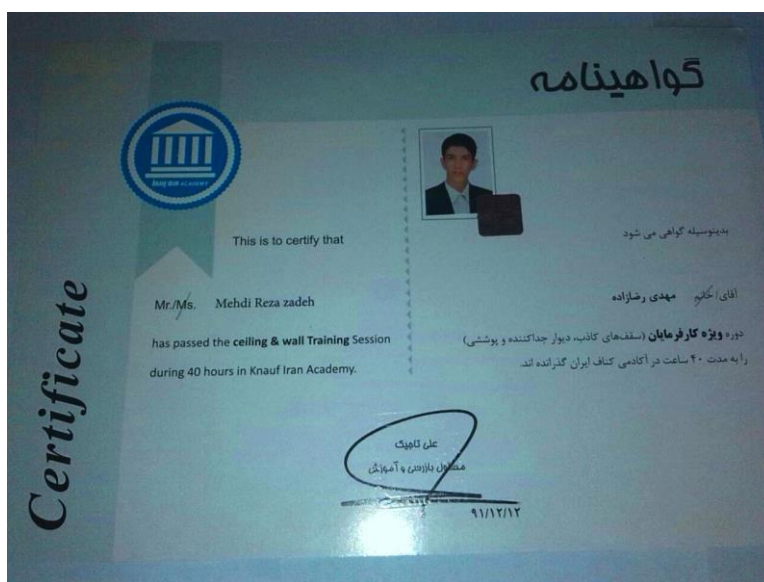 گواهینامه
KNAUF IRAN ACADEMY
Certificate
This is to certify that
Mr./Ms. Mehdi Reza zadeh
has passed the ceiling & wall Training Session
during 40 hours in Knauf Iran Academy.
بدینوسیله گواهی می شود
آقای/خانم مهدی رضازاده
دوره ویژه کارفرمایان (سقف‌های کاذب، دیوار جداکننده و پوششی)
را به مدت ۴۰ ساعت در آکادمی کناف ایران گذرانده اند.
علی تاجیک
مسئول بازرسی و آموزش
۹۱/۱۲/۱۲